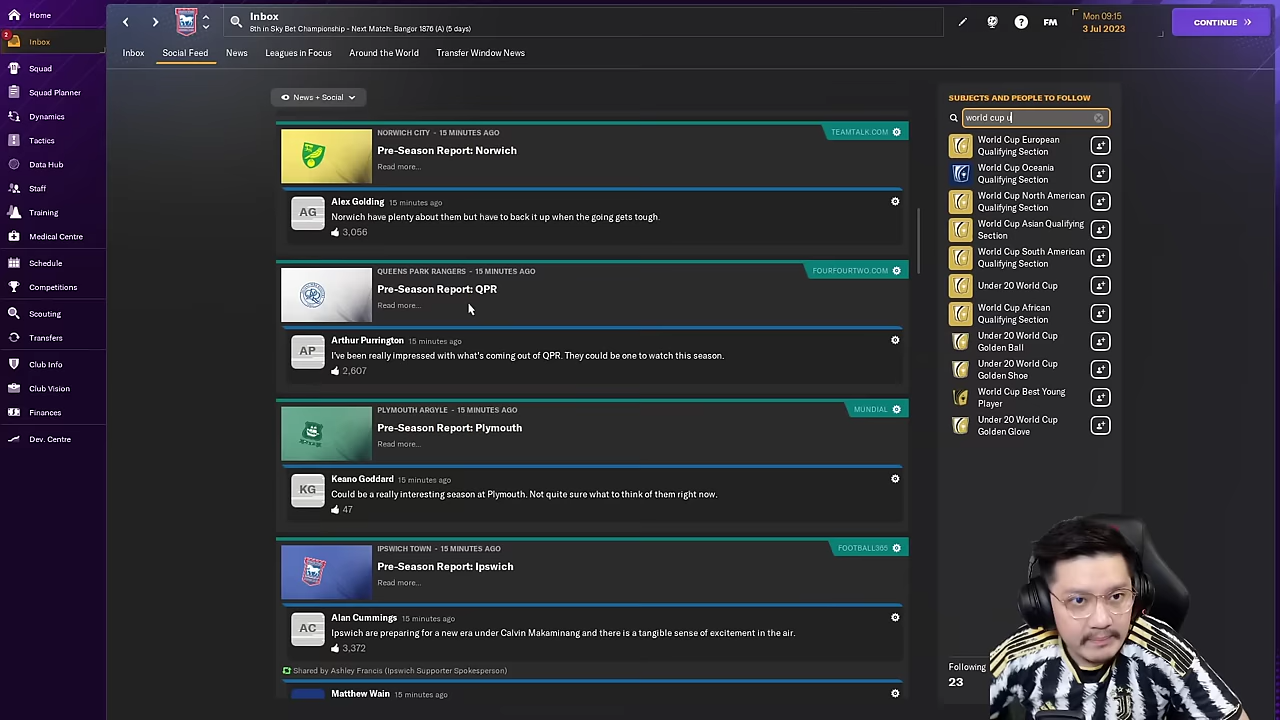 Home
2
Inbox
Squad
Squad Planner
Dynamics
Tactics
Data Hub
Staff
Training
Medical Centre
Schedule
Competitions
Scouting
Transfers
Club Info
Club Vision
Finances
Dev. Centre
Inbox
8th in Sky Bet Championship - Next Match: Bangor 1876 (A) (5 days)
?
FM
Mon 09:15
3 Jul 2023
CONTINUE
Inbox
Social Feed
News
Leagues in Focus
Around the World
Transfer Window News
News + Social
NORWICH CITY - 15 MINUTES AGO
TEAMTALK.COM
Pre-Season Report: Norwich
Read more...
AG
Alex Golding 15 minutes ago
Norwich have plenty about them but have to back it up when the going gets tough.
3,056
QUEENS PARK RANGERS - 15 MINUTES AGO
FOURFOURTWO.COM
Pre-Season Report: QPR
Read more...
AP
Arthur Purrington 15 minutes ago
I've been really impressed with what's coming out of QPR. They could be one to watch this season.
2,607
PLYMOUTH ARGYLE - 15 MINUTES AGO
MUNDIAL
Pre-Season Report: Plymouth
Read more...
KG
Keano Goddard 15 minutes ago
Could be a really interesting season at Plymouth. Not quite sure what to think of them right now.
47
IPSWICH TOWN - 15 MINUTES AGO
FOOTBALL365
Pre-Season Report: Ipswich
Read more...
AC
Alan Cummings 15 minutes ago
Ipswich are preparing for a new era under Calvin Makaminang and there is a tangible sense of excitement in the air.
3,372
Shared by Ashley Francis (Ipswich Supporter Spokesperson)
Matthew Wain 15 minutes ago
SUBJECTS AND PEOPLE TO FOLLOW
world cup u
World Cup European
Qualifying Section
World Cup Oceania
Qualifying Section
World Cup North American
Qualifying Section
World Cup Asian Qualifying
Section
World Cup South American
Qualifying Section
Under 20 World Cup
World Cup African
Qualifying Section
Under 20 World Cup
Golden Ball
Under 20 World Cup
Golden Shoe
World Cup Best Young
Player
Under 20 World Cup
Golden Glove
Following
23